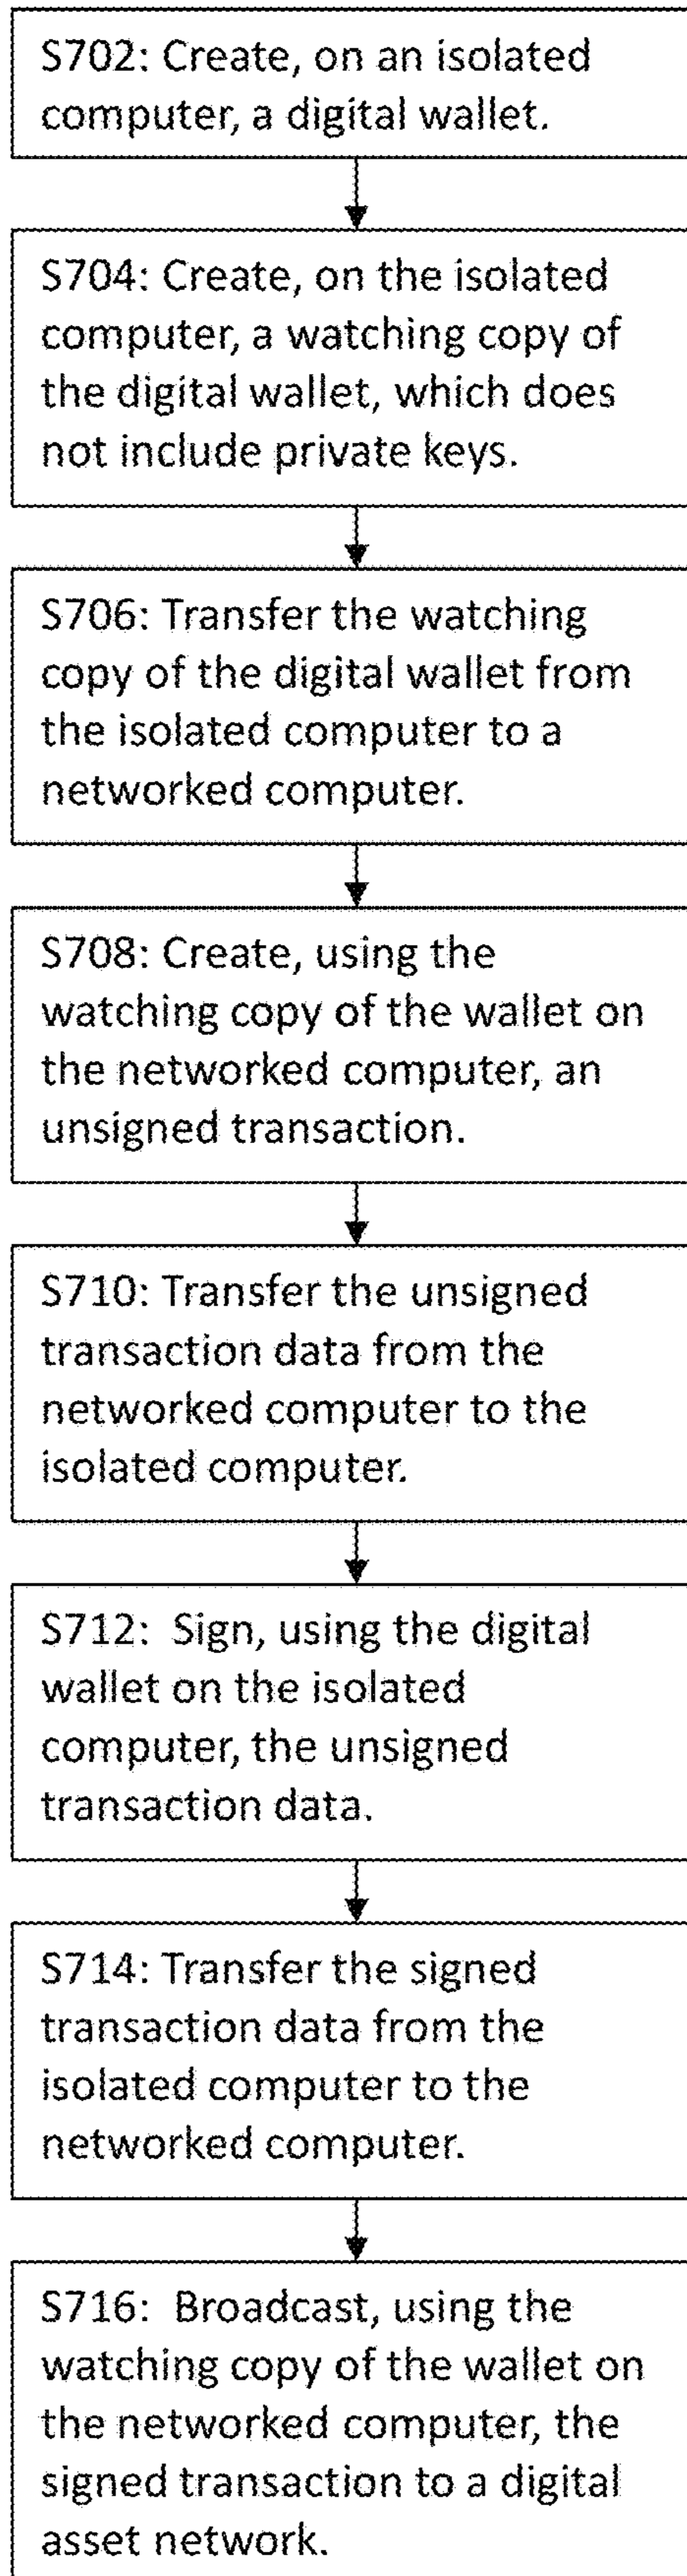 S702: Create, on an isolated
computer, a digital wallet.
S704: Create, on the isolated
computer, a watching copy of
the digital wallet, which does
not include private keys.
S706: Transfer the watching
copy of the digital wallet from
the isolated computer to a
networked computer.
S708: Create, using the
watching copy of the wallet on
the networked computer, an
unsigned transaction.
S710: Transfer the unsigned
transaction data from the
networked computer to the
isolated computer.
S712:  Sign, using the digital
wallet on the isolated
computer, the unsigned
transaction data.
S714: Transfer the signed
transaction data from the
isolated computer to the
networked computer.
S716:  Broadcast, using the
watching copy of the wallet on
the networked computer, the
signed transaction to a digital
asset network.